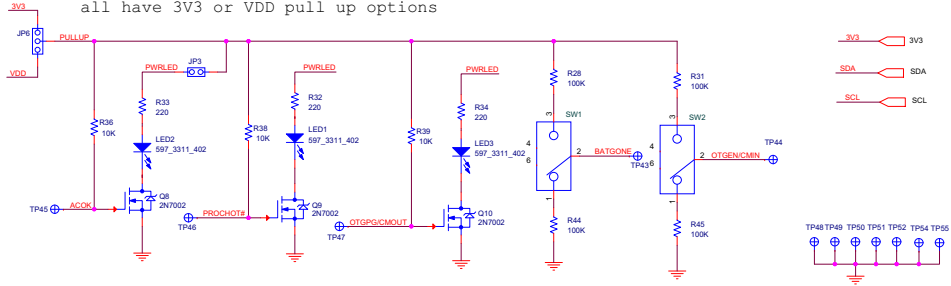 all have 3V3 or VDD pull up options
3V3
JP6
PULLUP
VDD
PWRLED
JP3
R33
220
R36
10K
LED2
597_3311_402
Q8
2N7002
TP45
ACOK
PWRLED
R32
220
R38
10K
LED1
597_3311_402
Q9
2N7002
TP46
PROCHOT#
PWRLED
R34
220
R39
10K
LED3
597_3311_402
Q10
2N7002
TP47
OTGPG/CMOUT
R28
100K
3
SW1
4
6
2
BATGONE
TP43
1
R44
100K
R31
100K
3
SW2
4
6
2
OTGEN/CMIN
TP44
1
R45
100K
3V3
3V3
SDA
SDA
SCL
SCL
TP48 TP49 TP50 TP51 TP52 TP54 TP55